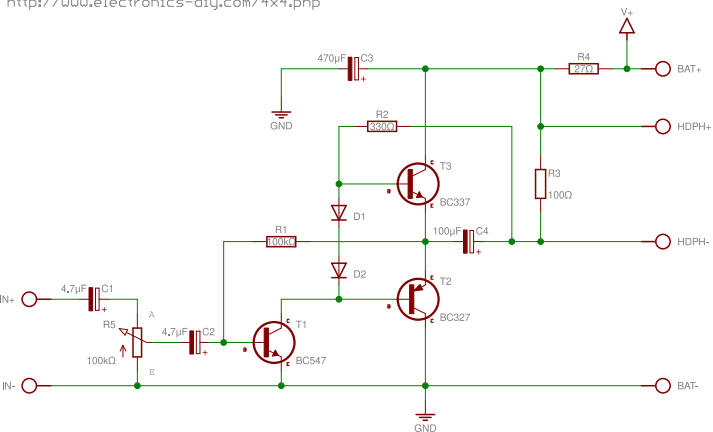 http://www.electronics-diy.com/4x4.php
V+
470µF C3
R4
27Ω
BAT+
GND
R2
330Ω
HDPH+
C
T3
B
BC337
E
R3
100Ω
D1
R1
100kΩ
100µF C4
HDPH-
D2
E
T2
B
BC327
C
4.7µF C1
IN+
A
R5
4.7µF C2
C
T1
B
BC547
E
100kΩ
E
IN-
BAT-
GND